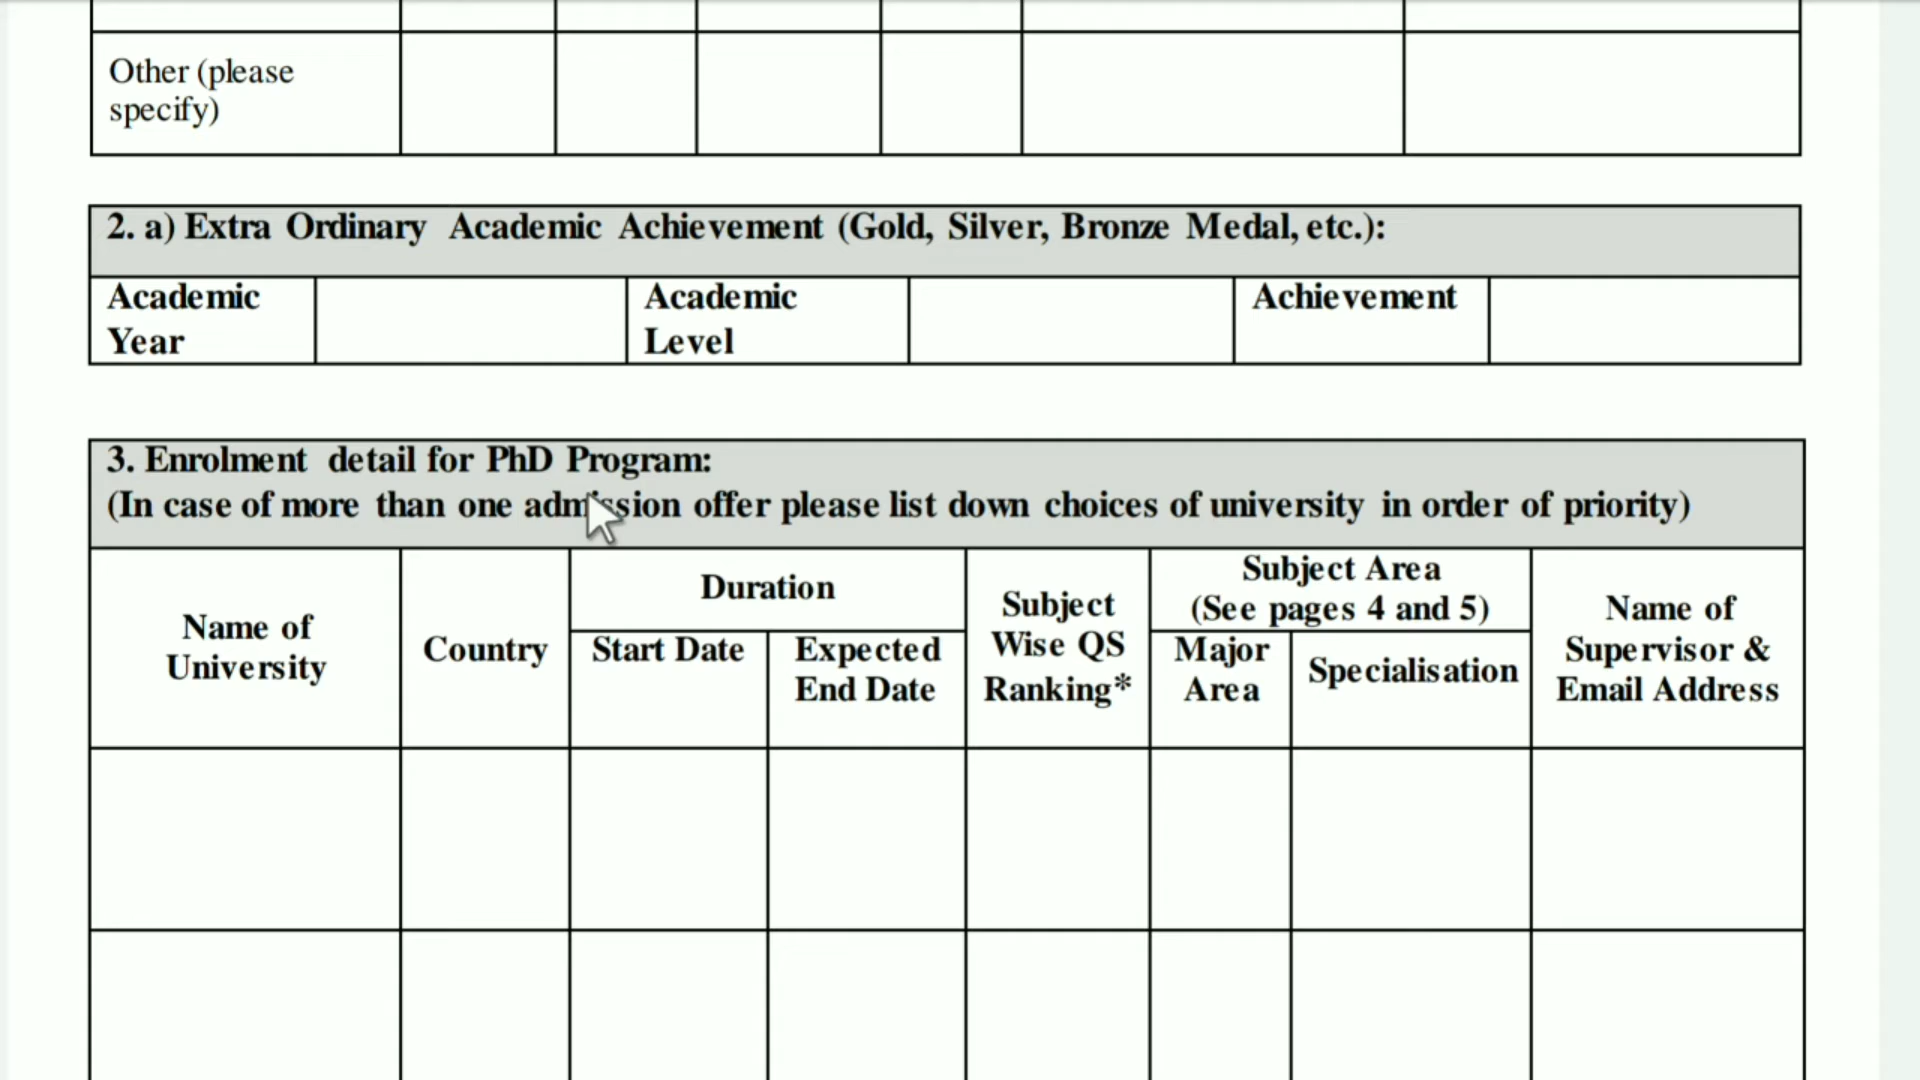 Other (please
specify)
2. a) Extra Ordinary Academic Achievement (Gold, Silver, Bronze Medal, etc.):
Academic
Year
Academic
Level
Achievement
3. Enrolment detail for PhD Program:
(In case of more than one admission offer please list down choices of university in order of priority)
Name of
University
Country
Duration
Start Date
Expected
End Date
Subject
Wise QS
Ranking*
Subject Area
(See pages 4 and 5)
Major
Area
Specialisation
Name of
Supervisor &
Email Address